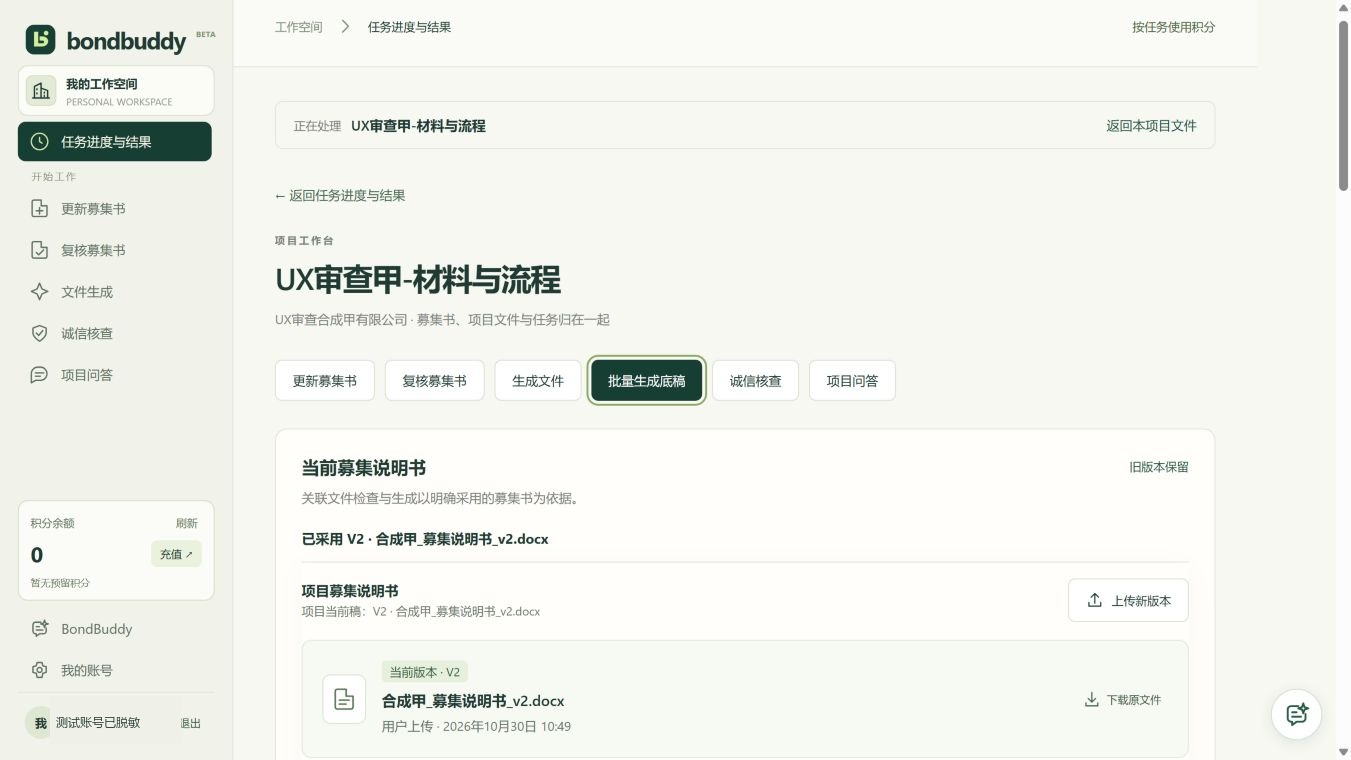 bondbuddy BETA
我的工作空间
PERSONAL WORKSPACE
任务进度与结果
开始工作
更新募集书
复核募集书
文件生成
诚信核查
项目问答
积分余额 刷新
0 充值 ↗
暂无预留积分
BondBuddy
我的账号
我 测试账号已脱敏 退出
工作空间 > 任务进度与结果 按任务使用积分
正在处理 UX审查甲-材料与流程 返回本项目文件
← 返回任务进度与结果
项目工作台
UX审查甲-材料与流程
UX审查合成甲有限公司 · 募集书、项目文件与任务归在一起
更新募集书 复核募集书 生成文件 批量生成底稿 诚信核查 项目问答
当前募集说明书 旧版本保留
关联文件检查与生成以明确采用的募集书为依据。
已采用 V2 · 合成甲_募集说明书_v2.docx
项目募集说明书
项目当前稿：V2 · 合成甲_募集说明书_v2.docx
上传新版本
当前版本 · V2
合成甲_募集说明书_v2.docx
用户上传 · 2026年10月30日 10:49
下载原文件